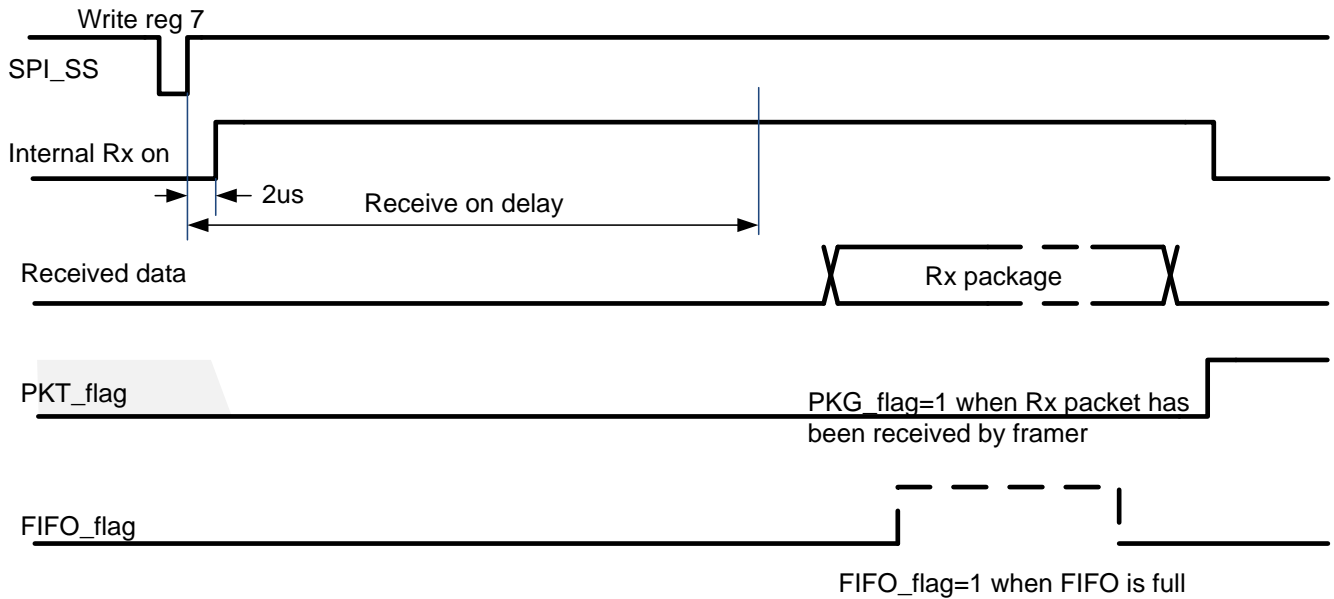 Write reg 7
SPI_SS
Internal Rx on
2us
Receive on delay
Received data
Rx package
PKT_flag
PKG_flag=1 when Rx packet has
been received by framer
FIFO_flag
FIFO_flag=1 when FIFO is full